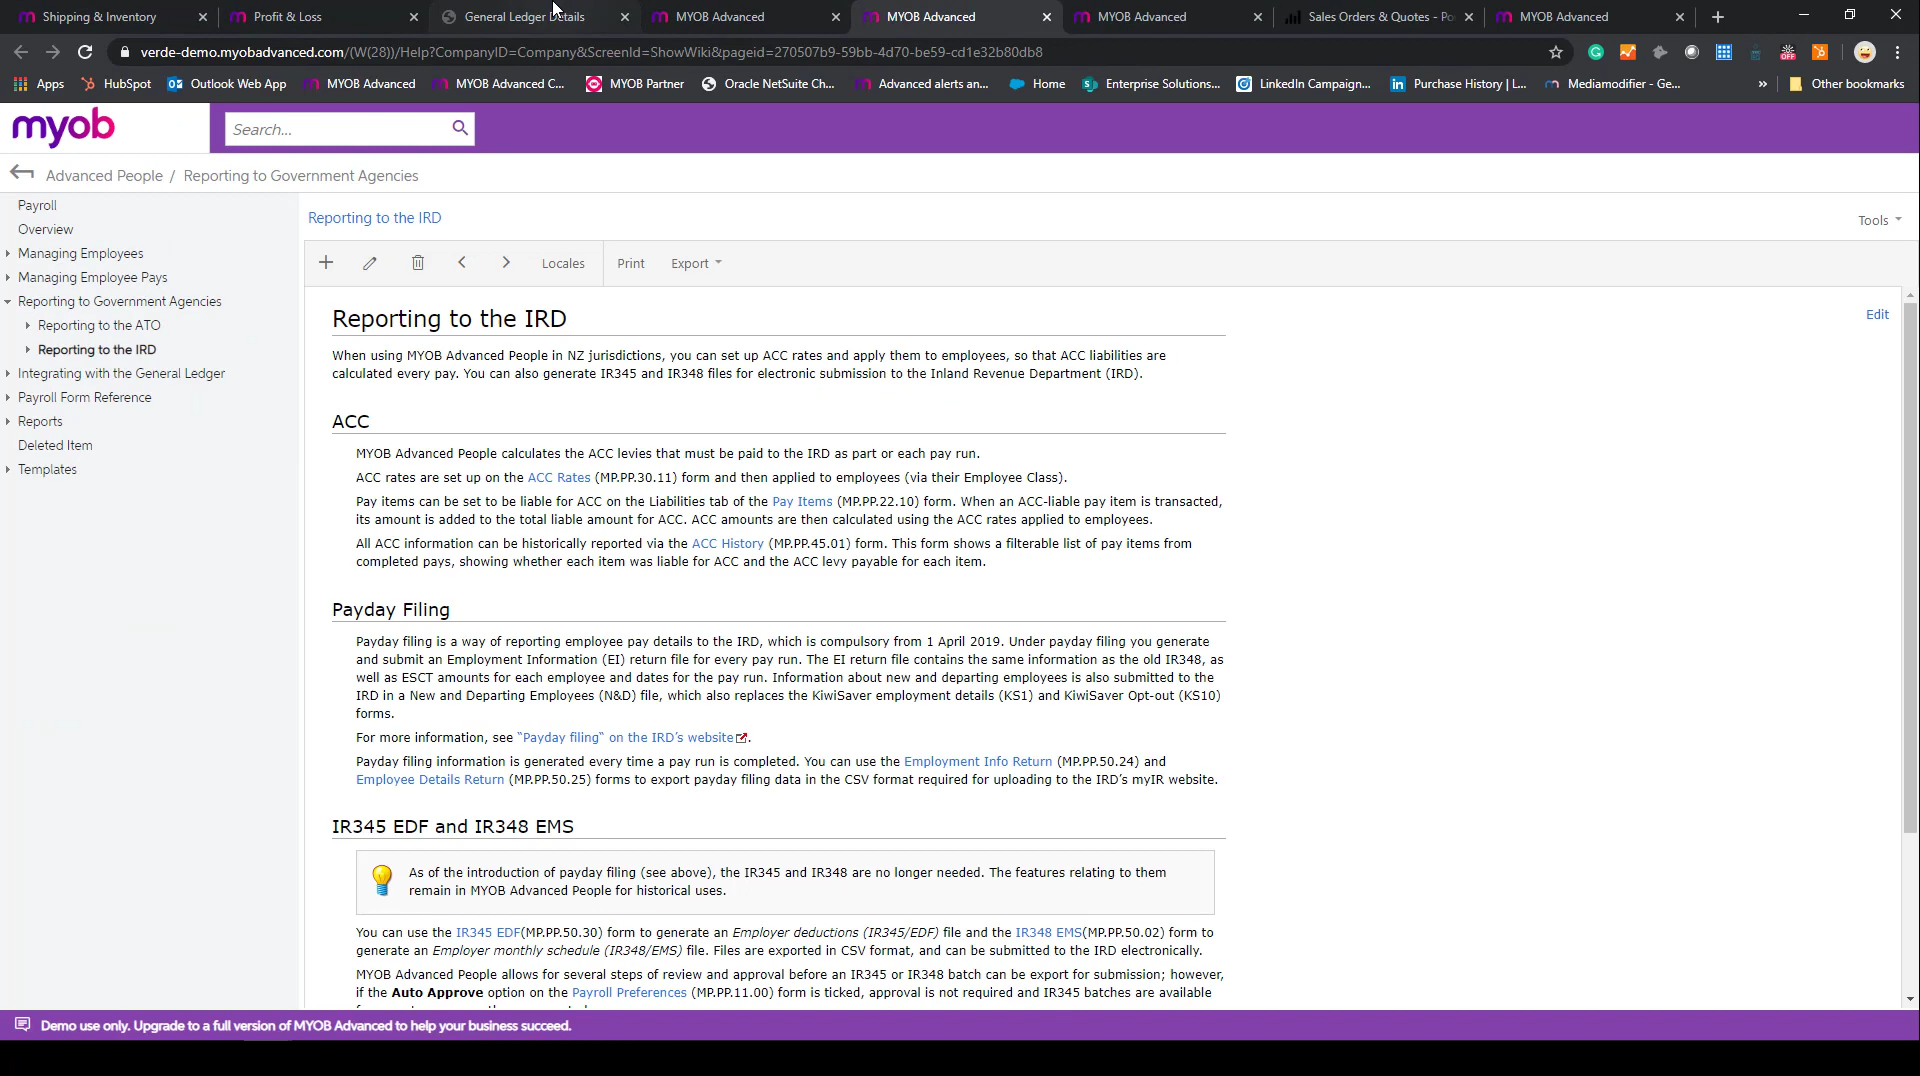 Shipping & Inventory
Profit & Loss
General Ledger Details
MYOB Advanced
MYOB Advanced
MYOB Advanced
Sales Orders & Quotes - Po
MYOB Advanced
verde-demo.myobadvanced.com/(W(28))/Help?CompanyID=Company&ScreenId=ShowWiki&pageid=270507b9-59bb-4d70-be59-cd1e32b80db8
OFF
Apps
HubSpot
Outlook Web App
MYOB Advanced
MYOB Advanced C...
MYOB Partner
Oracle NetSuite Ch...
Advanced alerts an...
Home
Enterprise Solutions...
LinkedIn Campaign...
Purchase History | L...
Mediamodifier - Ge...
»
Other bookmarks
myob
Search...
Advanced People / Reporting to Government Agencies
Payroll
Overview
Managing Employees
Managing Employee Pays
Reporting to Government Agencies
Reporting to the ATO
Reporting to the IRD
Integrating with the General Ledger
Payroll Form Reference
Reports
Deleted Item
Templates
Reporting to the IRD
Tools
Locales
Print
Export
Edit
Reporting to the IRD
When using MYOB Advanced People in NZ jurisdictions, you can set up ACC rates and apply them to employees, so that ACC liabilities are
calculated every pay. You can also generate IR345 and IR348 files for electronic submission to the Inland Revenue Department (IRD).
ACC
MYOB Advanced People calculates the ACC levies that must be paid to the IRD as part or each pay run.
ACC rates are set up on the ACC Rates (MP.PP.30.11) form and then applied to employees (via their Employee Class).
Pay items can be set to be liable for ACC on the Liabilities tab of the Pay Items (MP.PP.22.10) form. When an ACC-liable pay item is transacted,
its amount is added to the total liable amount for ACC. ACC amounts are then calculated using the ACC rates applied to employees.
All ACC information can be historically reported via the ACC History (MP.PP.45.01) form. This form shows a filterable list of pay items from
completed pays, showing whether each item was liable for ACC and the ACC levy payable for each item.
Payday Filing
Payday filing is a way of reporting employee pay details to the IRD, which is compulsory from 1 April 2019. Under payday filing you generate
and submit an Employment Information (EI) return file for every pay run. The EI return file contains the same information as the old IR348, as
well as ESCT amounts for each employee and dates for the pay run. Information about new and departing employees is also submitted to the
IRD in a New and Departing Employees (N&D) file, which also replaces the KiwiSaver employment details (KS1) and KiwiSaver Opt-out (KS10)
forms.
For more information, see "Payday filing" on the IRD's website.
Payday filing information is generated every time a pay run is completed. You can use the Employment Info Return (MP.PP.50.24) and
Employee Details Return (MP.PP.50.25) forms to export payday filing data in the CSV format required for uploading to the IRD's myIR website.
IR345 EDF and IR348 EMS
As of the introduction of payday filing (see above), the IR345 and IR348 are no longer needed. The features relating to them
remain in MYOB Advanced People for historical uses.
You can use the IR345 EDF(MP.PP.50.30) form to generate an Employer deductions (IR345/EDF) file and the IR348 EMS(MP.PP.50.02) form to
generate an Employer monthly schedule (IR348/EMS) file. Files are exported in CSV format, and can be submitted to the IRD electronically.
MYOB Advanced People allows for several steps of review and approval before an IR345 or IR348 batch can be export for submission; however,
if the Auto Approve option on the Payroll Preferences (MP.PP.11.00) form is ticked, approval is not required and IR345 batches are available
Demo use only. Upgrade to a full version of MYOB Advanced to help your business succeed.